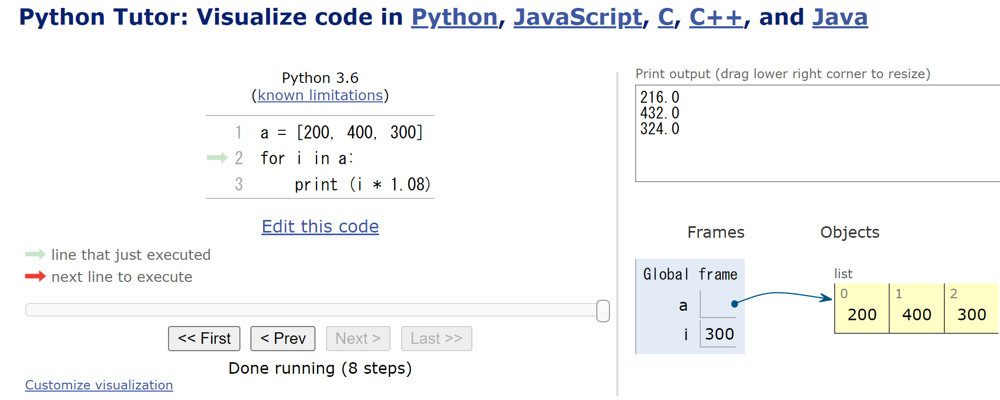 Python Tutor: Visualize code in Python, JavaScript, C, C++, and Java
Python 3.6
(known limitations)
1 a = [200, 400, 300]
2 for i in a:
3 print (i * 1.08)
Edit this code
line that just executed
next line to execute
<< First < Prev Next > Last >>
Done running (8 steps)
Customize visualization
Print output (drag lower right corner to resize)
216.0
432.0
324.0
Frames Objects
Global frame
a
i 300
list
0 1 2
200 400 300